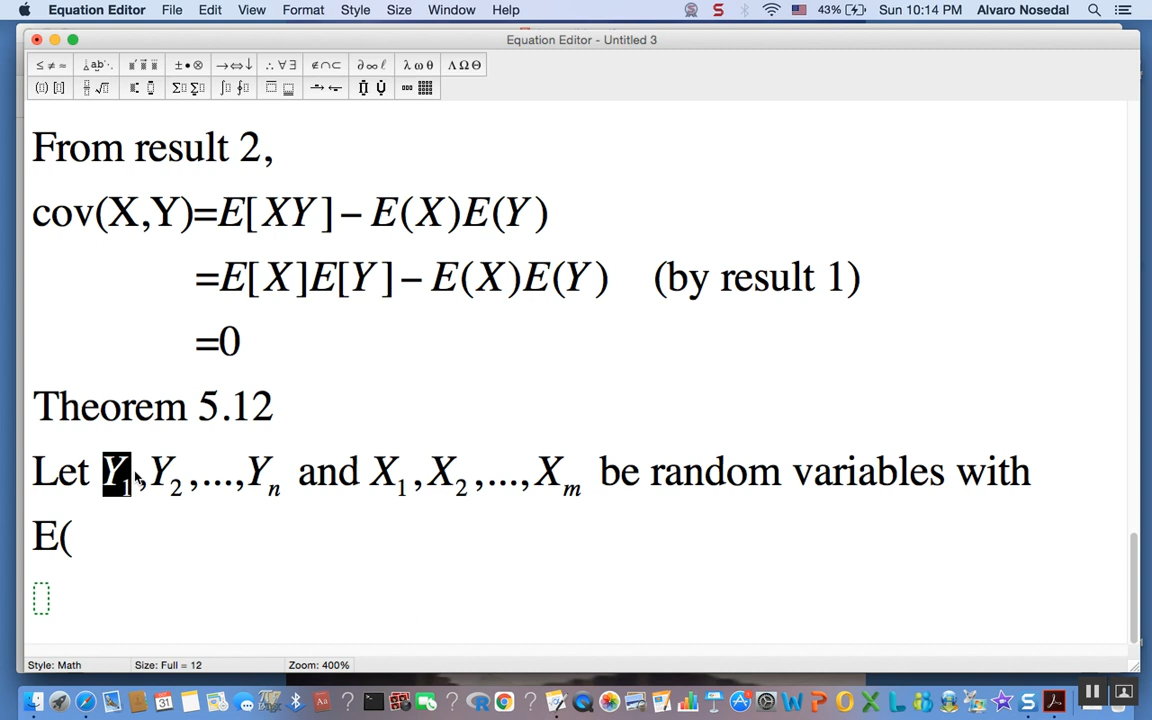 Equation Editor File Edit View Format Style Size Window Help 43% Sun 10:14 PM Alvaro Nosedal
Equation Editor - Untitled 3
From result 2,
cov(X,Y)=E[XY]−E(X)E(Y)
=E[X]E[Y]−E(X)E(Y) (by result 1)
=0
Theorem 5.12
Let Y₁,Y₂,...,Yₙ and X₁,X₂,...,Xₘ be random variables with
E(
Style: Math Size: Full = 12 Zoom: 400%